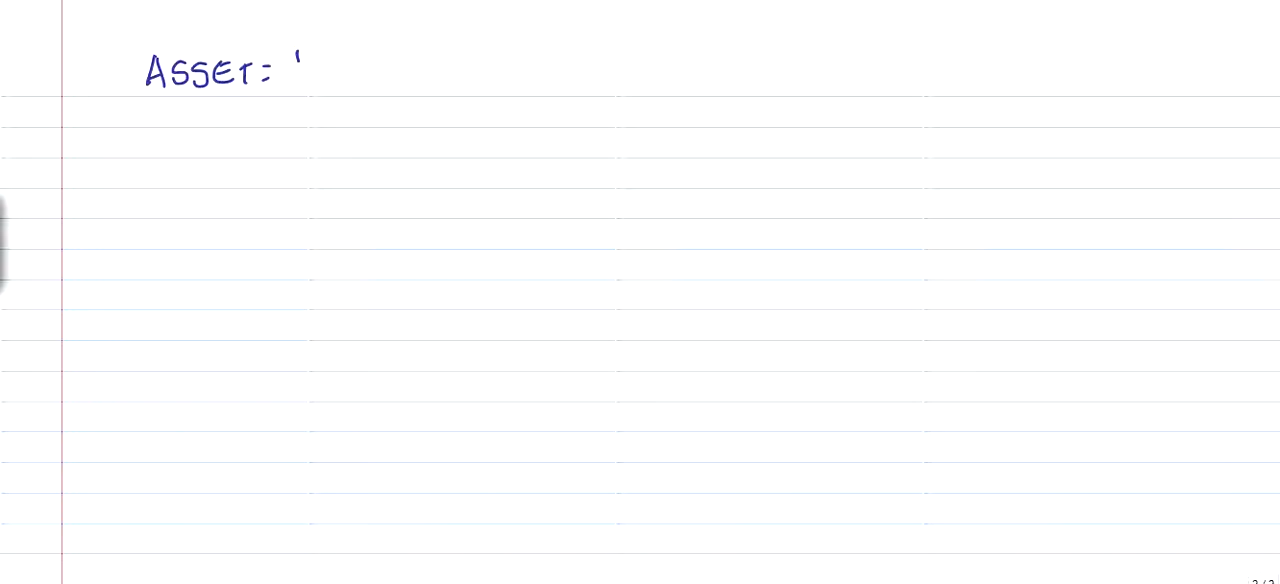 ASSET = '